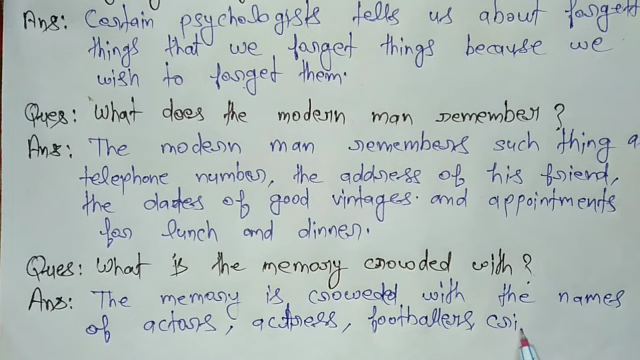 Ans: Certain psychologists tells us about forgett
things that we forget things because we
wish to forget them.
Ques: What does the modern man remember?
Ans: The modern man remembers such thing a
telephone number, the address of his friend,
the dates of good vintages and appointments
for lunch and dinner.
Ques: What is the memory crowded with?
Ans: The memory is croweded with the names
of actors, actress, footballers, cri